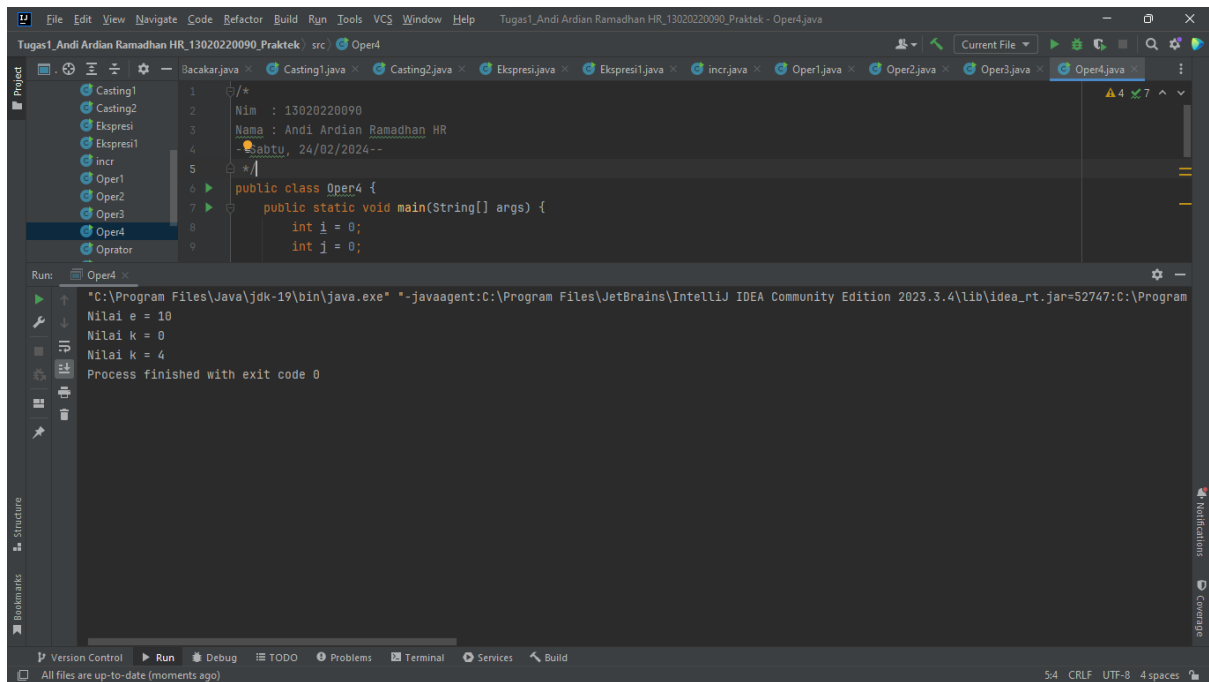 File Edit View Navigate Code Refactor Build Run Tools VCS Window Help Tugas1_Andi Ardian Ramadhan HR_13020220090_Praktek - Oper4.java
Tugas1_Andi Ardian Ramadhan HR_13020220090_Praktek src Oper4 Current File
Bacakar.java Casting1.java Casting2.java Ekspresi.java Ekspresi1.java incr.java Oper1.java Oper2.java Oper3.java Oper4.java
Project
Casting1
Casting2
Ekspresi
Ekspresi1
incr
Oper1
Oper2
Oper3
Oper4
Oprator
1 /*
2 Nim : 13020220090
3 Nama : Andi Ardian Ramadhan HR
4 --Sabtu, 24/02/2024--
5 */
6 public class Oper4 {
7 public static void main(String[] args) {
8 int i = 0;
9 int j = 0;
4 7
Run: Oper4
"C:\Program Files\Java\jdk-19\bin\java.exe" "-javaagent:C:\Program Files\JetBrains\IntelliJ IDEA Community Edition 2023.3.4\lib\idea_rt.jar=52747:C:\Program
Nilai e = 10
Nilai k = 0
Nilai k = 4
Process finished with exit code 0
Structure
Bookmarks
Notifications
Coverage
Version Control Run Debug TODO Problems Terminal Services Build
All files are up-to-date (moments ago) 5:4 CRLF UTF-8 4 spaces